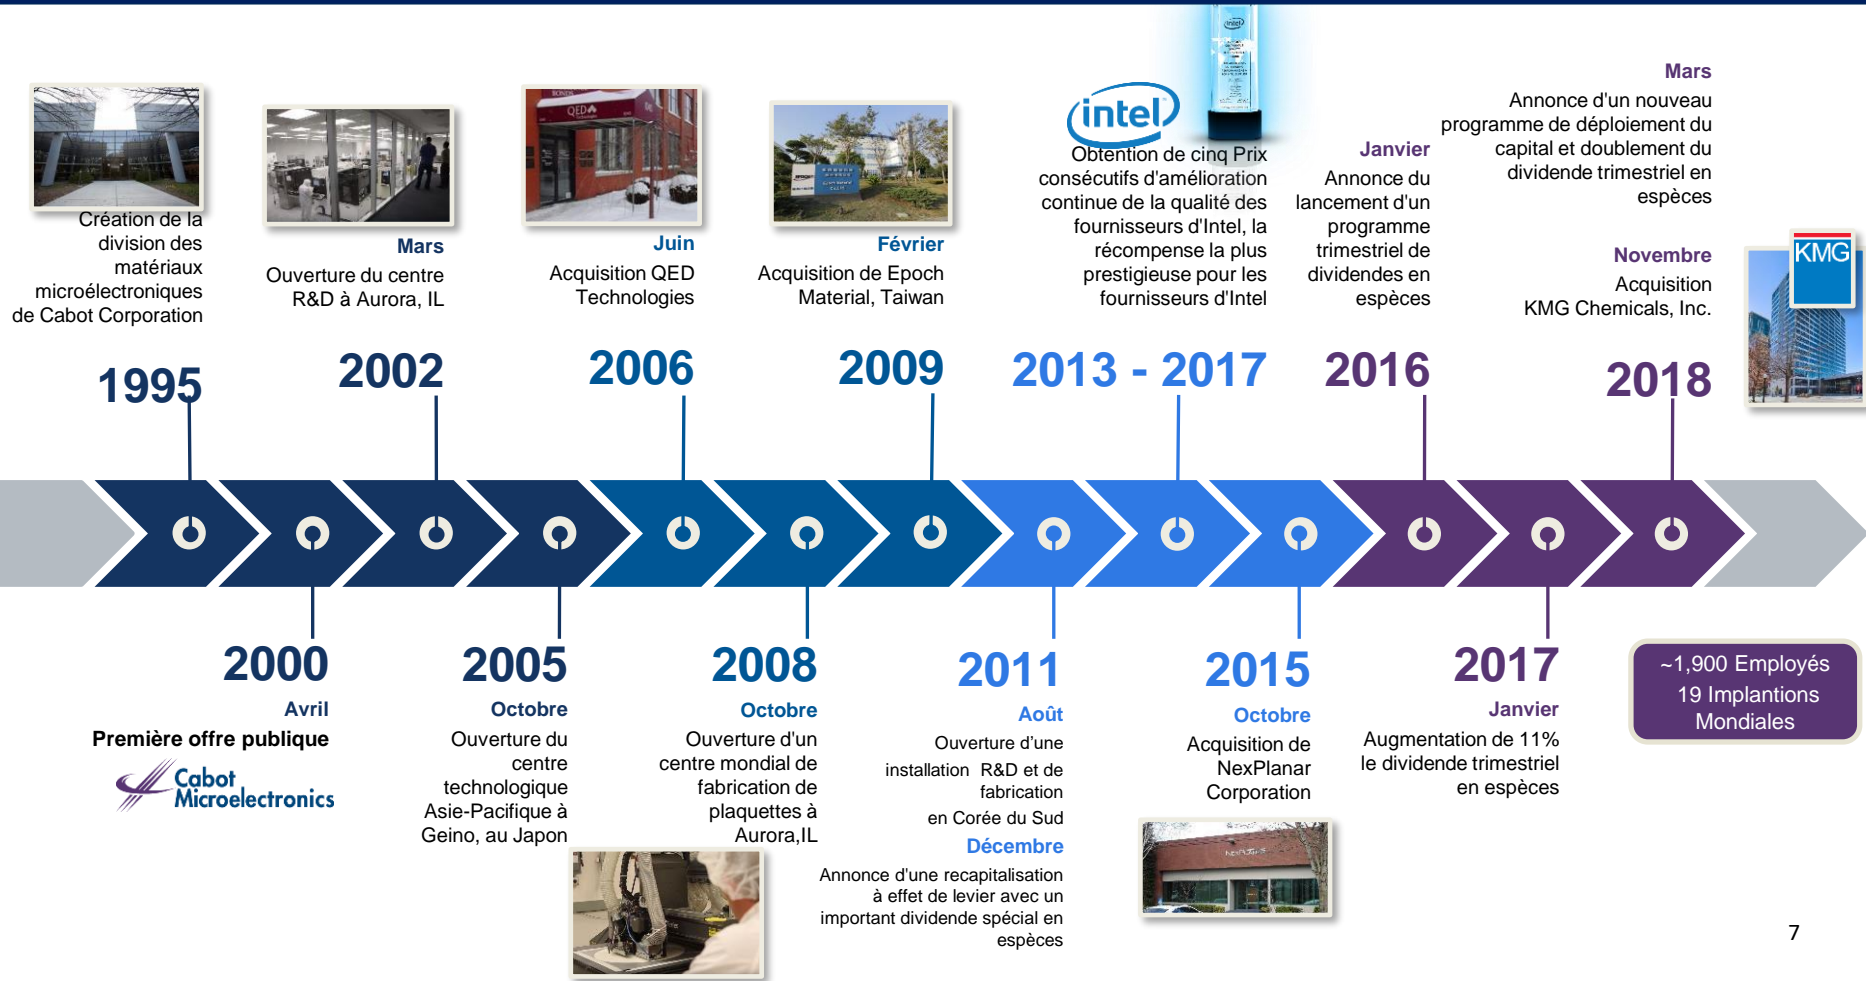 Création de la
division des
matériaux
microélectroniques
de Cabot Corporation
1995
Mars
Ouverture du centre
R&D à Aurora, IL
2002
QED
Juin
Acquisition QED
Technologies
2006
Février
Acquisition de Epoch
Material, Taiwan
2009
intel
intel
Obtention de cinq Prix
consécutifs d'amélioration
continue de la qualité des
fournisseurs d'Intel, la
récompense la plus
prestigieuse pour les
fournisseurs d'Intel
2013 - 2017
Janvier
Annonce du
lancement d'un
programme
trimestriel de
dividendes en
espèces
2016
Mars
Annonce d'un nouveau
programme de déploiement du
capital et doublement du
dividende trimestriel en
espèces
Novembre
Acquisition
KMG Chemicals, Inc.
2018
KMG
2000
Avril
Première offre publique
Cabot
Microelectronics
2005
Octobre
Ouverture du
centre
technologique
Asie-Pacifique à
Geino, au Japon
2008
Octobre
Ouverture d'un
centre mondial de
fabrication de
plaquettes à
Aurora,IL
2011
Août
Ouverture d’une
installation R&D et de
fabrication
en Corée du Sud
Décembre
Annonce d'une recapitalisation
à effet de levier avec un
important dividende spécial en
espèces
2015
Octobre
Acquisition de
NexPlanar
Corporation
2017
Janvier
Augmentation de 11%
le dividende trimestriel
en espèces
~1,900 Employés
19 Implantions
Mondiales
7